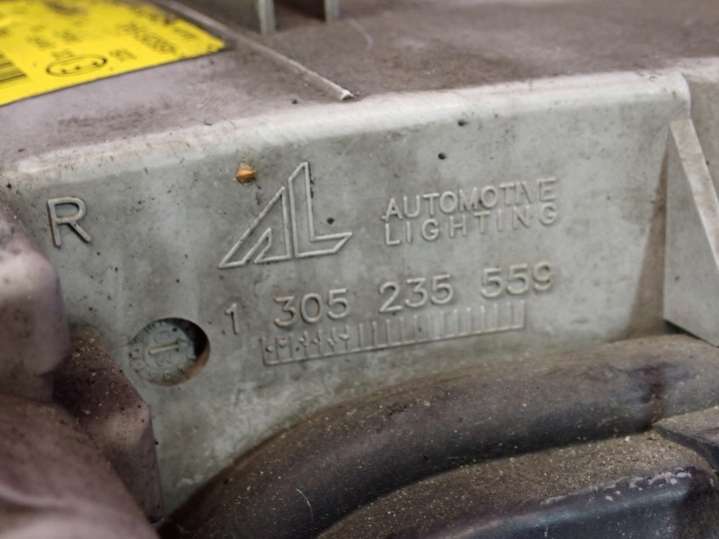 R
AL
AUTOMOTIVE
LIGHTING
1 305 235 559